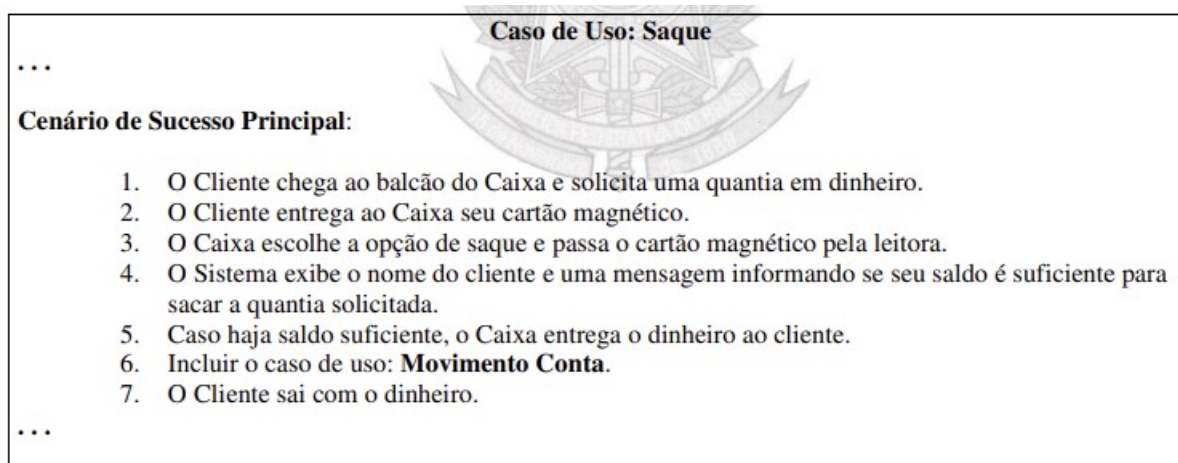 Caso de Uso: Saque
. . .
Cenário de Sucesso Principal:
1. O Cliente chega ao balcão do Caixa e solicita uma quantia em dinheiro.
2. O Cliente entrega ao Caixa seu cartão magnético.
3. O Caixa escolhe a opção de saque e passa o cartão magnético pela leitora.
4. O Sistema exibe o nome do cliente e uma mensagem informando se seu saldo é suficiente para
sacar a quantia solicitada.
5. Caso haja saldo suficiente, o Caixa entrega o dinheiro ao cliente.
6. Incluir o caso de uso: Movimento Conta.
7. O Cliente sai com o dinheiro.
. . .